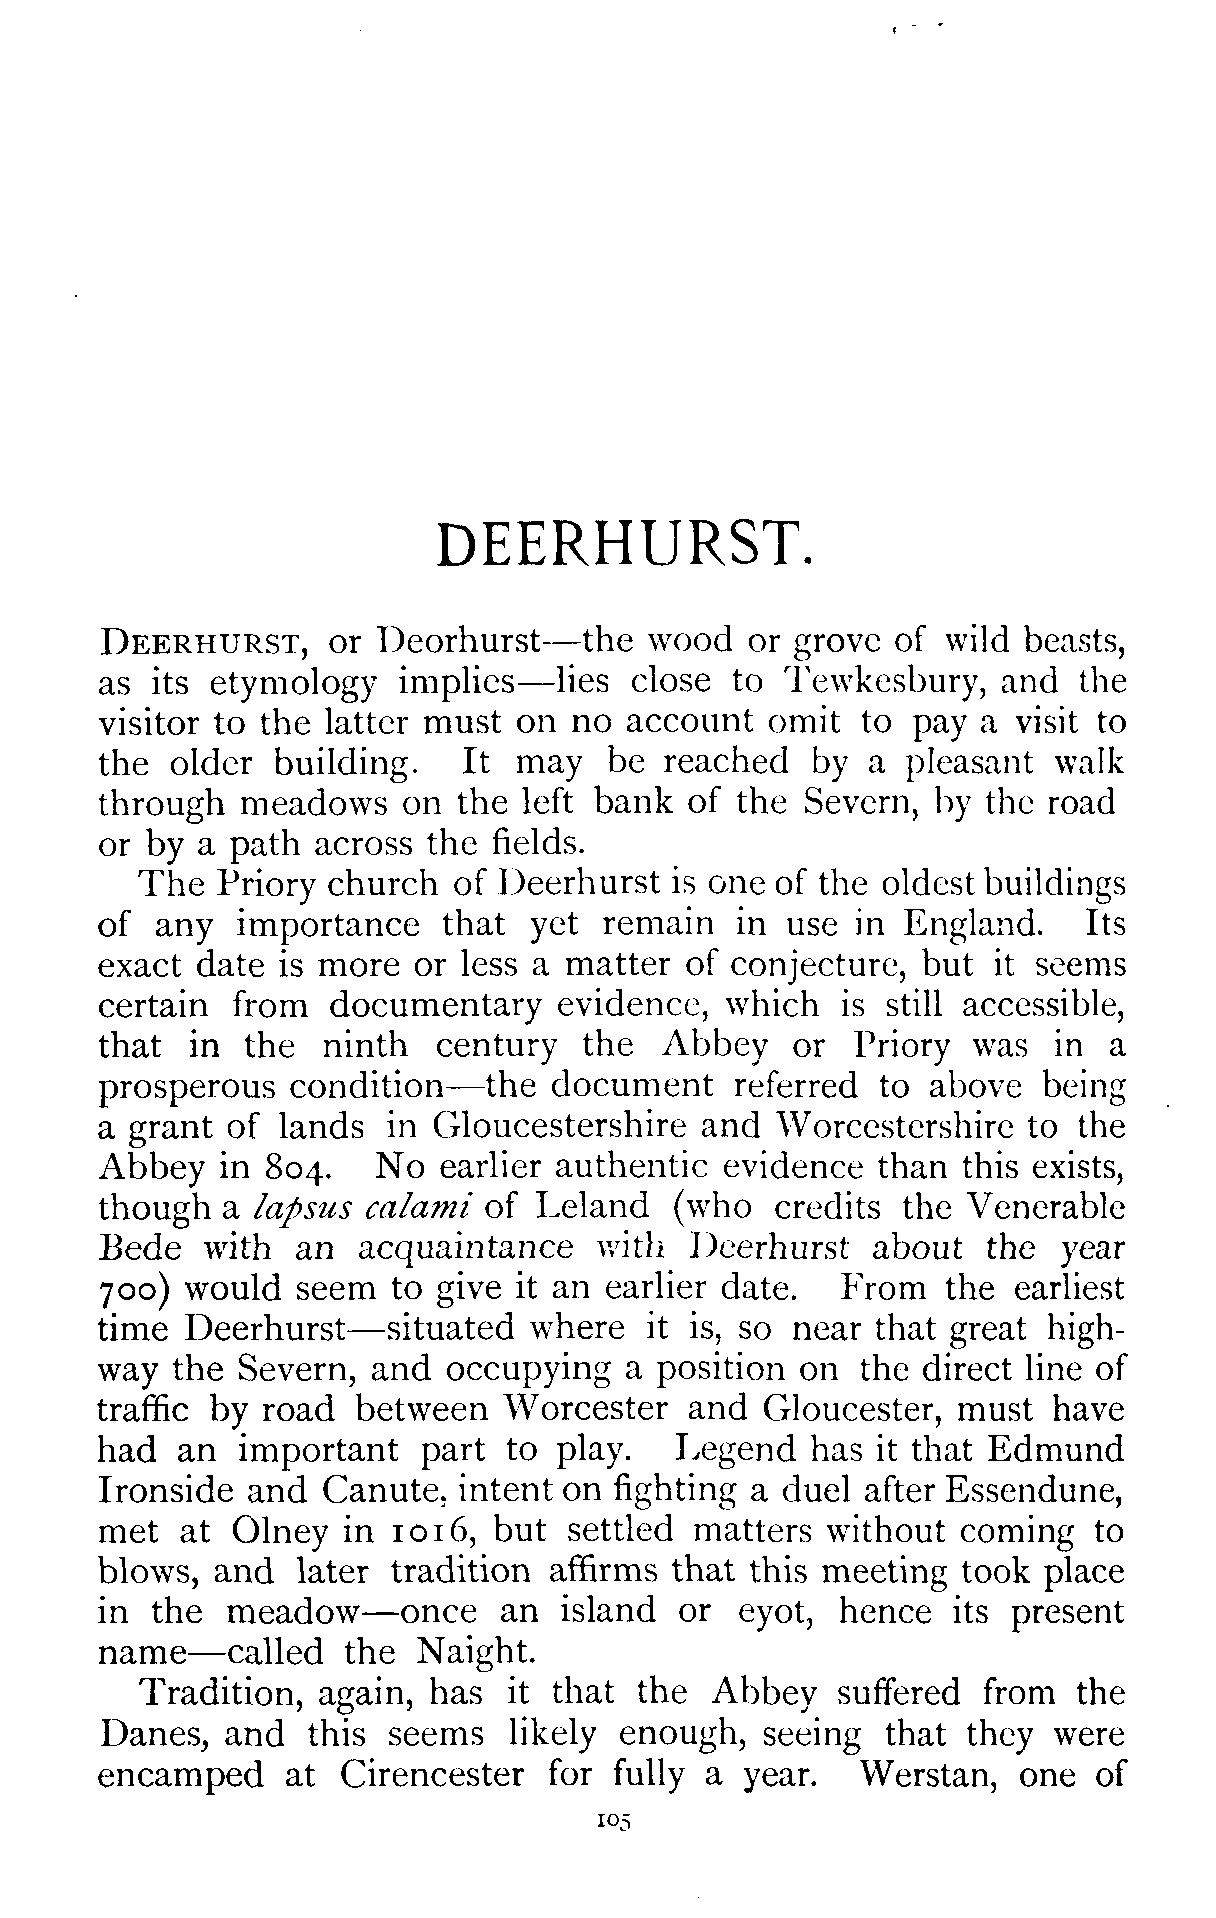 DEERHURST.
DEERHURST, or Deorhurst—the wood or grove of wild beasts,
as its etymology implies—lies close to Tewkesbury, and the
visitor to the latter must on no account omit to pay a visit to
the older building. It may be reached by a pleasant walk
through meadows on the left bank of the Severn, by the road
or by a path across the fields.
The Priory church of Deerhurst is one of the oldest buildings
of any importance that yet remain in use in England. Its
exact date is more or less a matter of conjecture, but it seems
certain from documentary evidence, which is still accessible,
that in the ninth century the Abbey or Priory was in a
prosperous condition—the document referred to above being
a grant of lands in Gloucestershire and Worcestershire to the
Abbey in 804. No earlier authentic evidence than this exists,
though a lapsus calami of Leland (who credits the Venerable
Bede with an acquaintance with Deerhurst about the year
700) would seem to give it an earlier date. From the earliest
time Deerhurst—situated where it is, so near that great high-
way the Severn, and occupying a position on the direct line of
traffic by road between Worcester and Gloucester, must have
had an important part to play. Legend has it that Edmund
Ironside and Canute, intent on fighting a duel after Essendune,
met at Olney in 1016, but settled matters without coming to
blows, and later tradition affirms that this meeting took place
in the meadow—once an island or eyot, hence its present
name—called the Naight.
Tradition, again, has it that the Abbey suffered from the
Danes, and this seems likely enough, seeing that they were
encamped at Cirencester for fully a year. Werstan, one of
105